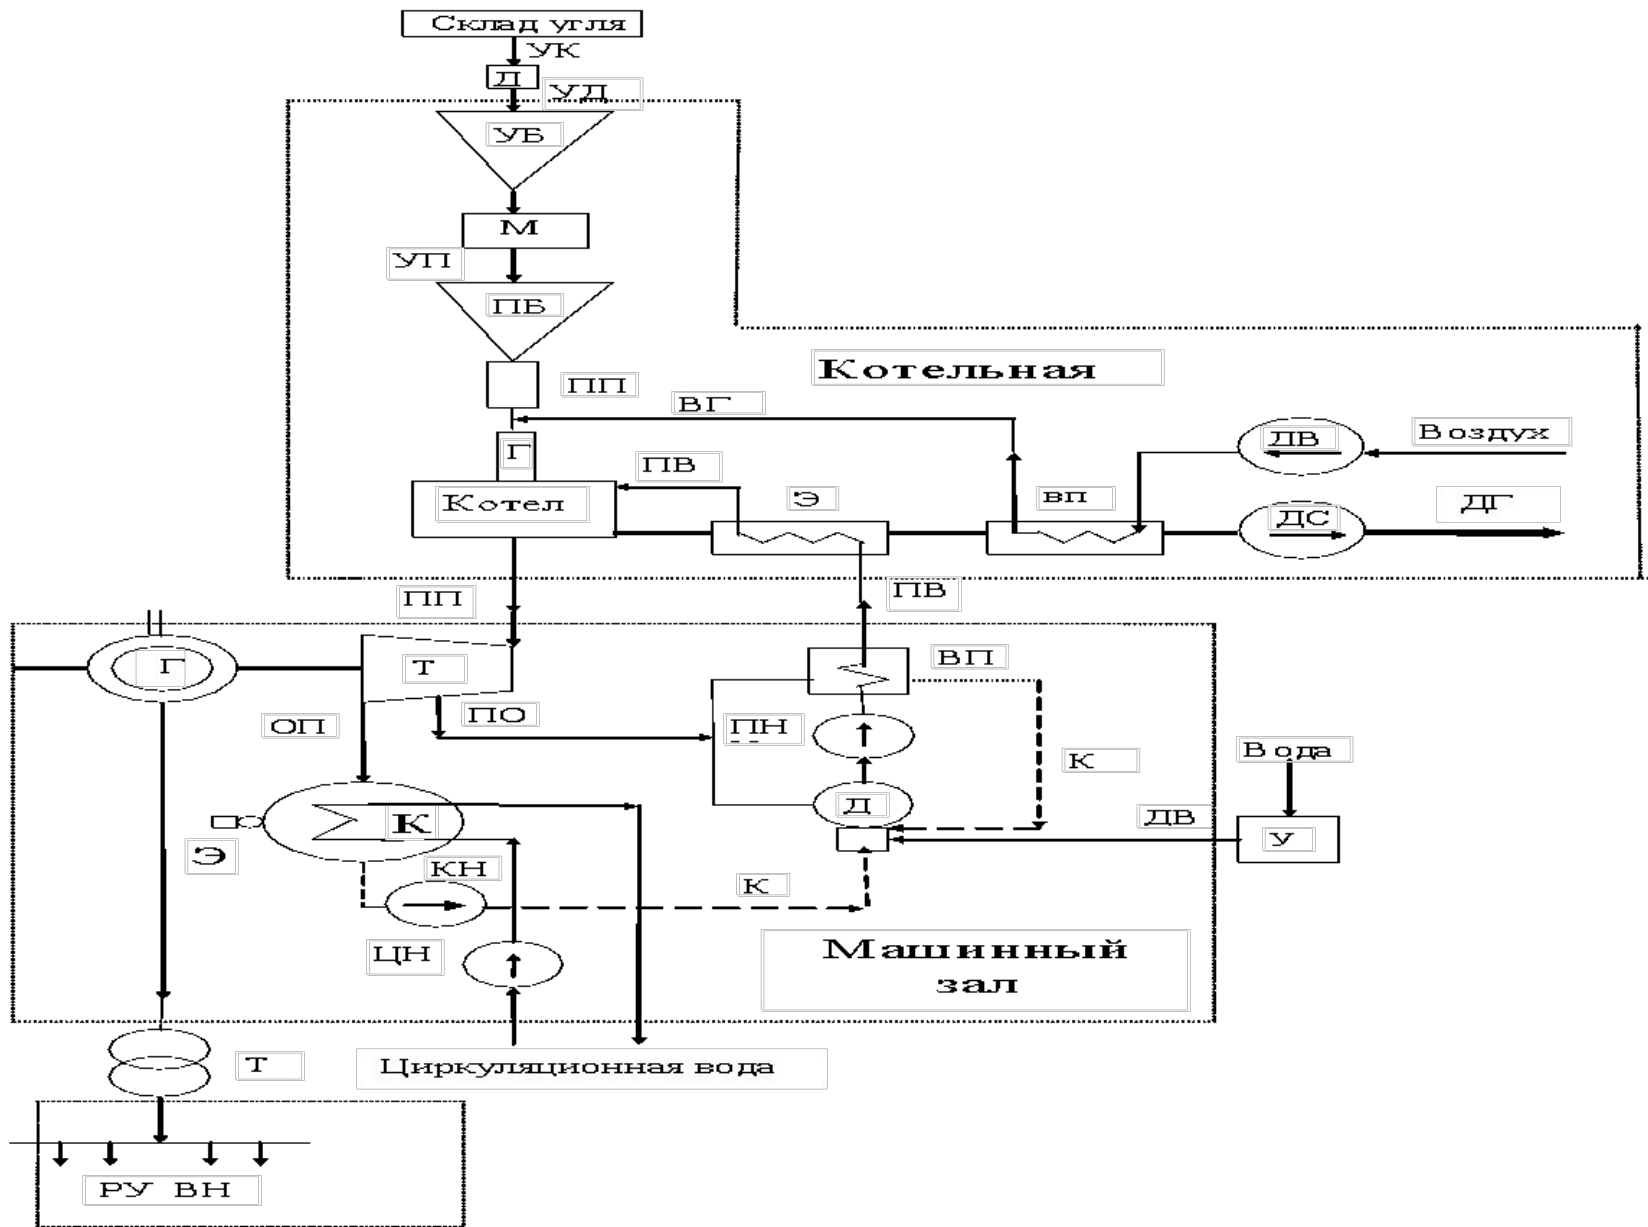 Склад угля
УК
Д
УД
УБ
М
УП
ПБ
ПП
Котельная
ВГ
Г
ПВ
Котел
Э
вп
ДВ
Воздух
ДС
ДГ
ПП
ПВ
Г
Т
ВП
ОП
ПО
ПН
К
Вода
Д
ДВ
У
Э
К
КН
К
ЦН
Машинный
зал
Т
Циркуляционная вода
РУ ВН